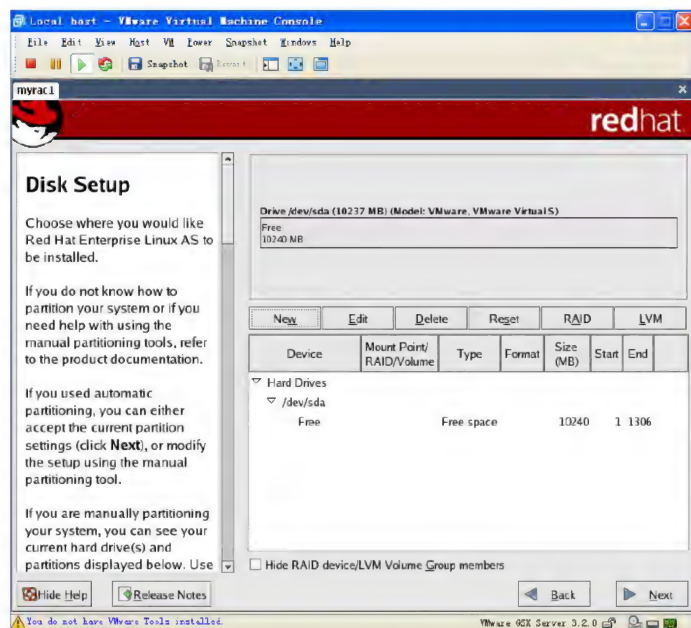 Local host - VMware Virtual Machine Console
File Edit View Host VM Power Snapshot Windows Help
Snapshot Revert
myrac1
redhat
Disk Setup
Choose where you would like
Red Hat Enterprise Linux AS to
be installed.
If you do not know how to
partition your system or if you
need help with using the
manual partitioning tools, refer
to the product documentation.
If you used automatic
partitioning, you can either
accept the current partition
settings (click Next), or modify
the setup using the manual
partitioning tool.
If you are manually partitioning
your system, you can see your
current hard drive(s) and
partitions displayed below. Use
Drive /dev/sda (10237 MB) (Model: VMware, VMware Virtual S)
Free
10240 MB
New Edit Delete Reset RAID LVM
Device Mount Point/ RAID/Volume Type Format Size (MB) Start End
Hard Drives
/dev/sda
Free Free space 10240 1 1306
Hide RAID device/LVM Volume Group members
Hide Help Release Notes Back Next
You do not have VMware Tools installed. VMware GSX Server 3.2.0